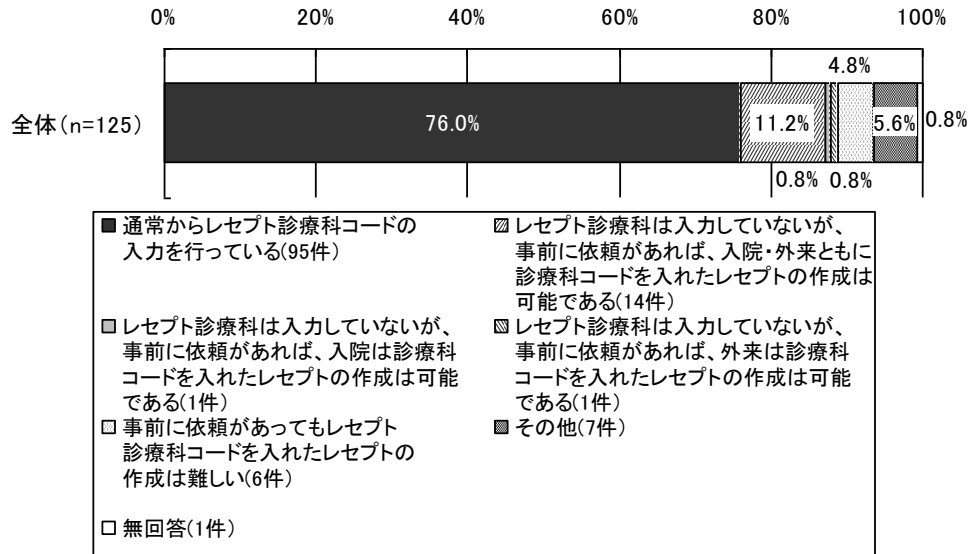 0% 20% 40% 60% 80% 100%
4.8%
全体(n=125)
76.0% 11.2% 5.6% 0.8%
0.8% 0.8%
通常からレセプト診療科コードの
入力を行っている(95件)
レセプト診療科は入力していないが、
事前に依頼があれば、入院・外来ともに
診療科コードを入れたレセプトの作成は
可能である(14件)
レセプト診療科は入力していないが、
事前に依頼があれば、入院は診療科
コードを入れたレセプトの作成は可能
である(1件)
レセプト診療科は入力していないが、
事前に依頼があれば、外来は診療科
コードを入れたレセプトの作成は可能
である(1件)
事前に依頼があってもレセプト
診療科コードを入れたレセプトの
作成は難しい(6件)
その他(7件)
無回答(1件)